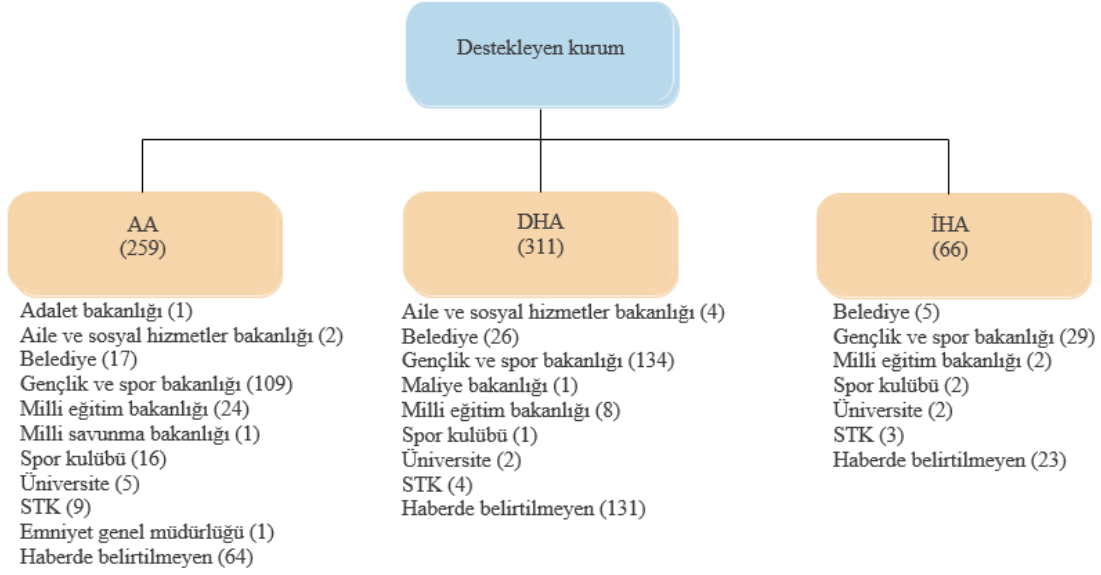 Destekleyen kurum
AA
(259)
Adalet bakanlığı (1)
Aile ve sosyal hizmetler bakanlığı (2)
Belediye (17)
Gençlik ve spor bakanlığı (109)
Milli eğitim bakanlığı (24)
Milli savunma bakanlığı (1)
Spor kulübü (16)
Üniversite (5)
STK (9)
Emniyet genel müdürlüğü (1)
Haberde belirtilmeyen (64)
DHA
(311)
Aile ve sosyal hizmetler bakanlığı (4)
Belediye (26)
Gençlik ve spor bakanlığı (134)
Maliye bakanlığı (1)
Milli eğitim bakanlığı (8)
Spor kulübü (1)
Üniversite (2)
STK (4)
Haberde belirtilmeyen (131)
İHA
(66)
Belediye (5)
Gençlik ve spor bakanlığı (29)
Milli eğitim bakanlığı (2)
Spor kulübü (2)
Üniversite (2)
STK (3)
Haberde belirtilmeyen (23)